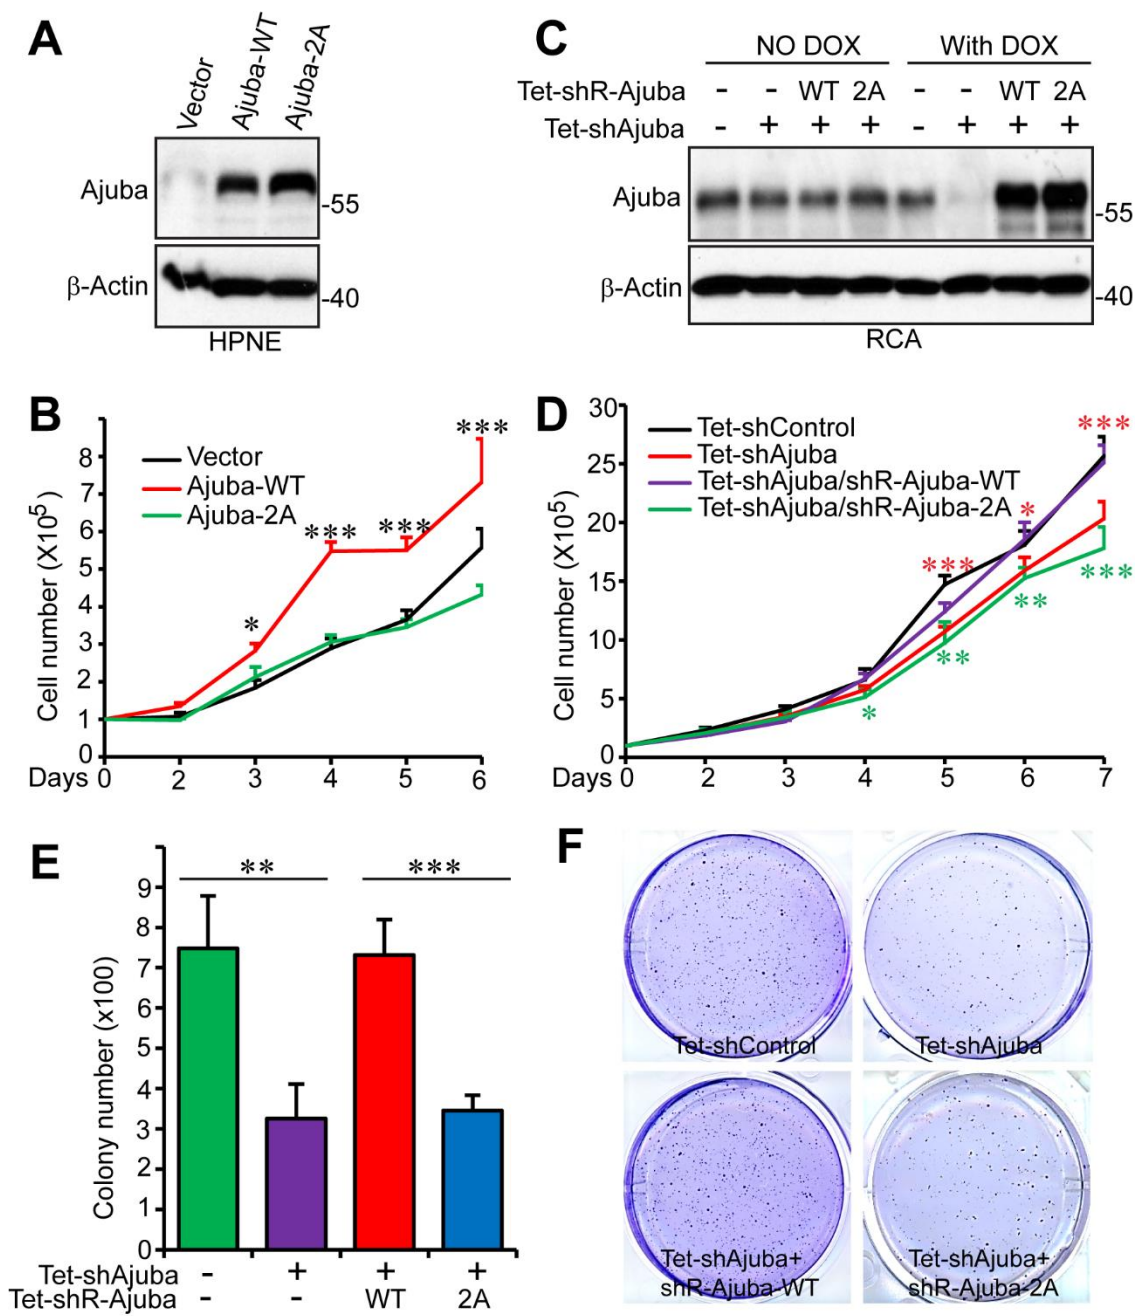 A
Vector
Ajuba-WT
Ajuba-2A
Ajuba
-55
β-Actin
-40
HPNE
C
NO DOX With DOX
Tet-shR-Ajuba - - WT 2A - - WT 2A
Tet-shAjuba - + + + - + + +
Ajuba
-55
β-Actin
-40
RCA
B
Cell number (X10⁵)
8
7
6
5
4
3
2
1
0
Vector
Ajuba-WT
Ajuba-2A
*
***
***
***
Days 0 2 3 4 5 6
D
Cell number (X10⁵)
30
25
20
15
10
5
0
Tet-shControl
Tet-shAjuba
Tet-shAjuba/shR-Ajuba-WT
Tet-shAjuba/shR-Ajuba-2A
***
*
***
*
**
**
***
Days 0 2 3 4 5 6 7
E
Colony number (x100)
9
7
8
7
5
4
3
3
1
0
** ***
Tet-shAjuba - + + +
Tet-shR-Ajuba - - WT 2A
F
Tet-shControl
Tet-shAjuba
Tet-shAjuba+
shR-Ajuba-WT
Tet-shAjuba+
shR-Ajuba-2A